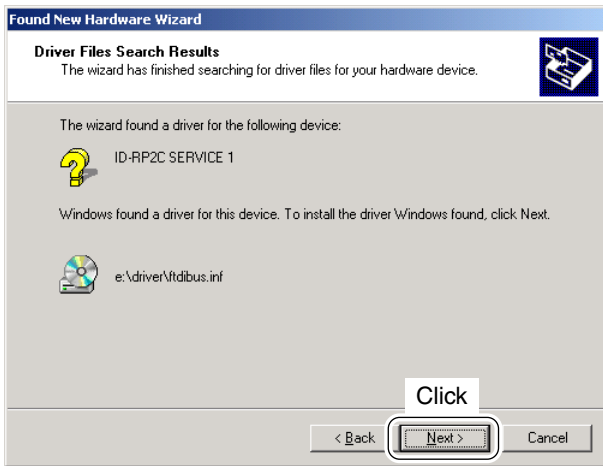 Found New Hardware Wizard
Driver Files Search Results
The wizard has finished searching for driver files for your hardware device.
The wizard found a driver for the following device:
ID-RP2C SERVICE 1
Windows found a driver for this device. To install the driver Windows found, click Next.
e:\driver\ftdibus.inf
Click
< Back Next > Cancel